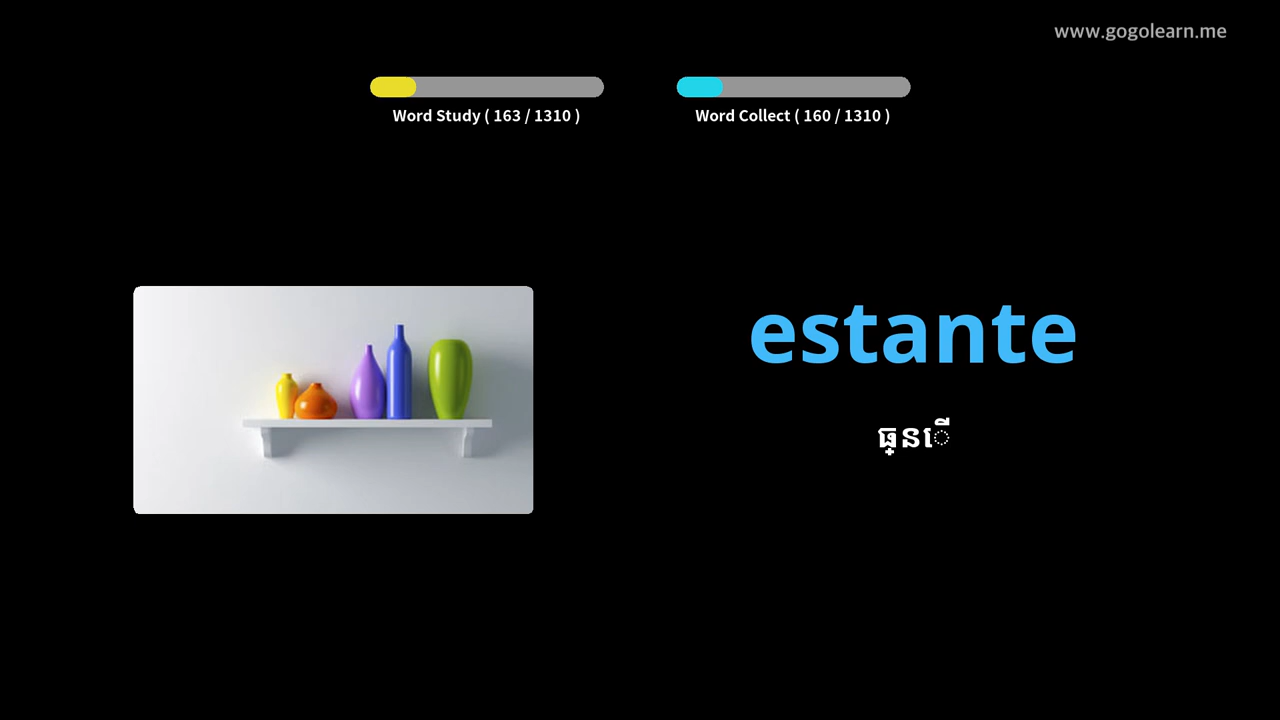 www.gogolearn.me
Word Study ( 163 / 1310 )
Word Collect ( 160 / 1310 )
estante
ធ្នើ